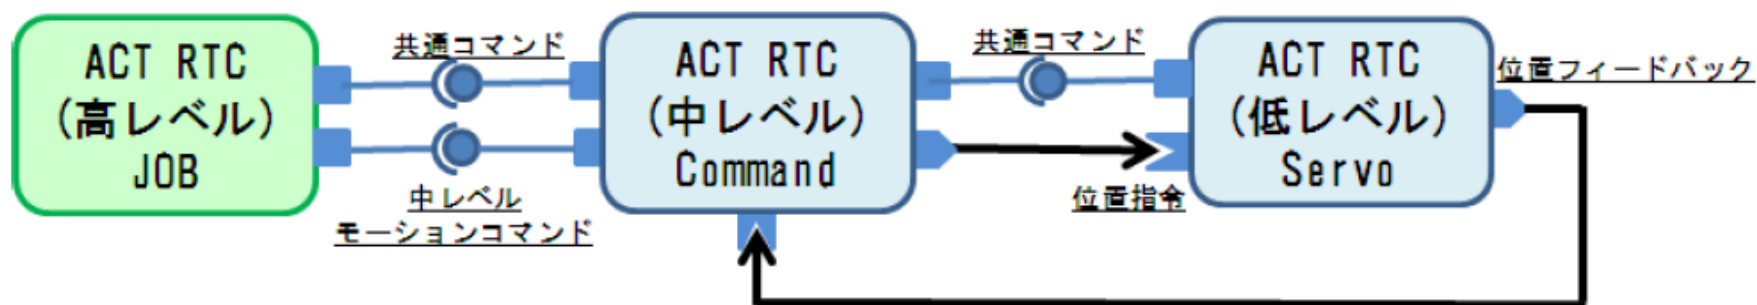 ACT RTC
(高レベル)
JOB
共通コマンド
中レベル
モーションコマンド
ACT RTC
(中レベル)
Command
共通コマンド
位置指令
ACT RTC
(低レベル)
Servo
位置フィードバック